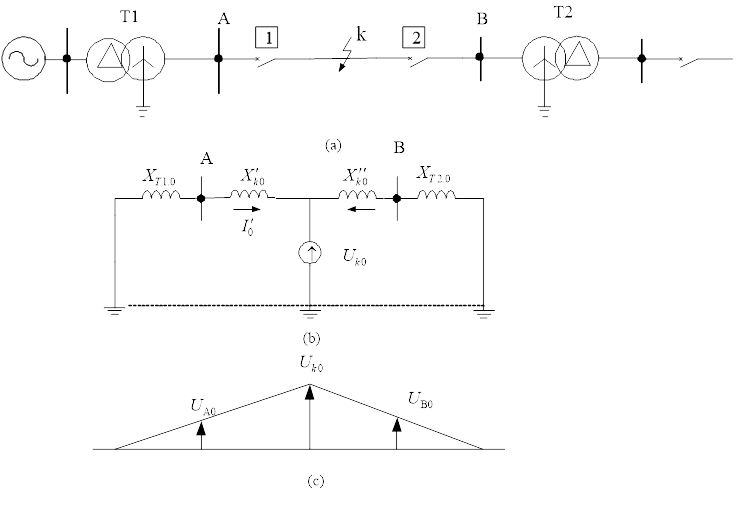 T1 A 1 k 2 B T2
(a)
A B
X_{T1.0} X'_{k0} X''_{k0} X_{T2.0}
I'_0
U_{k0}
(b)
U_{k0}
U_{A0} U_{B0}
(c)